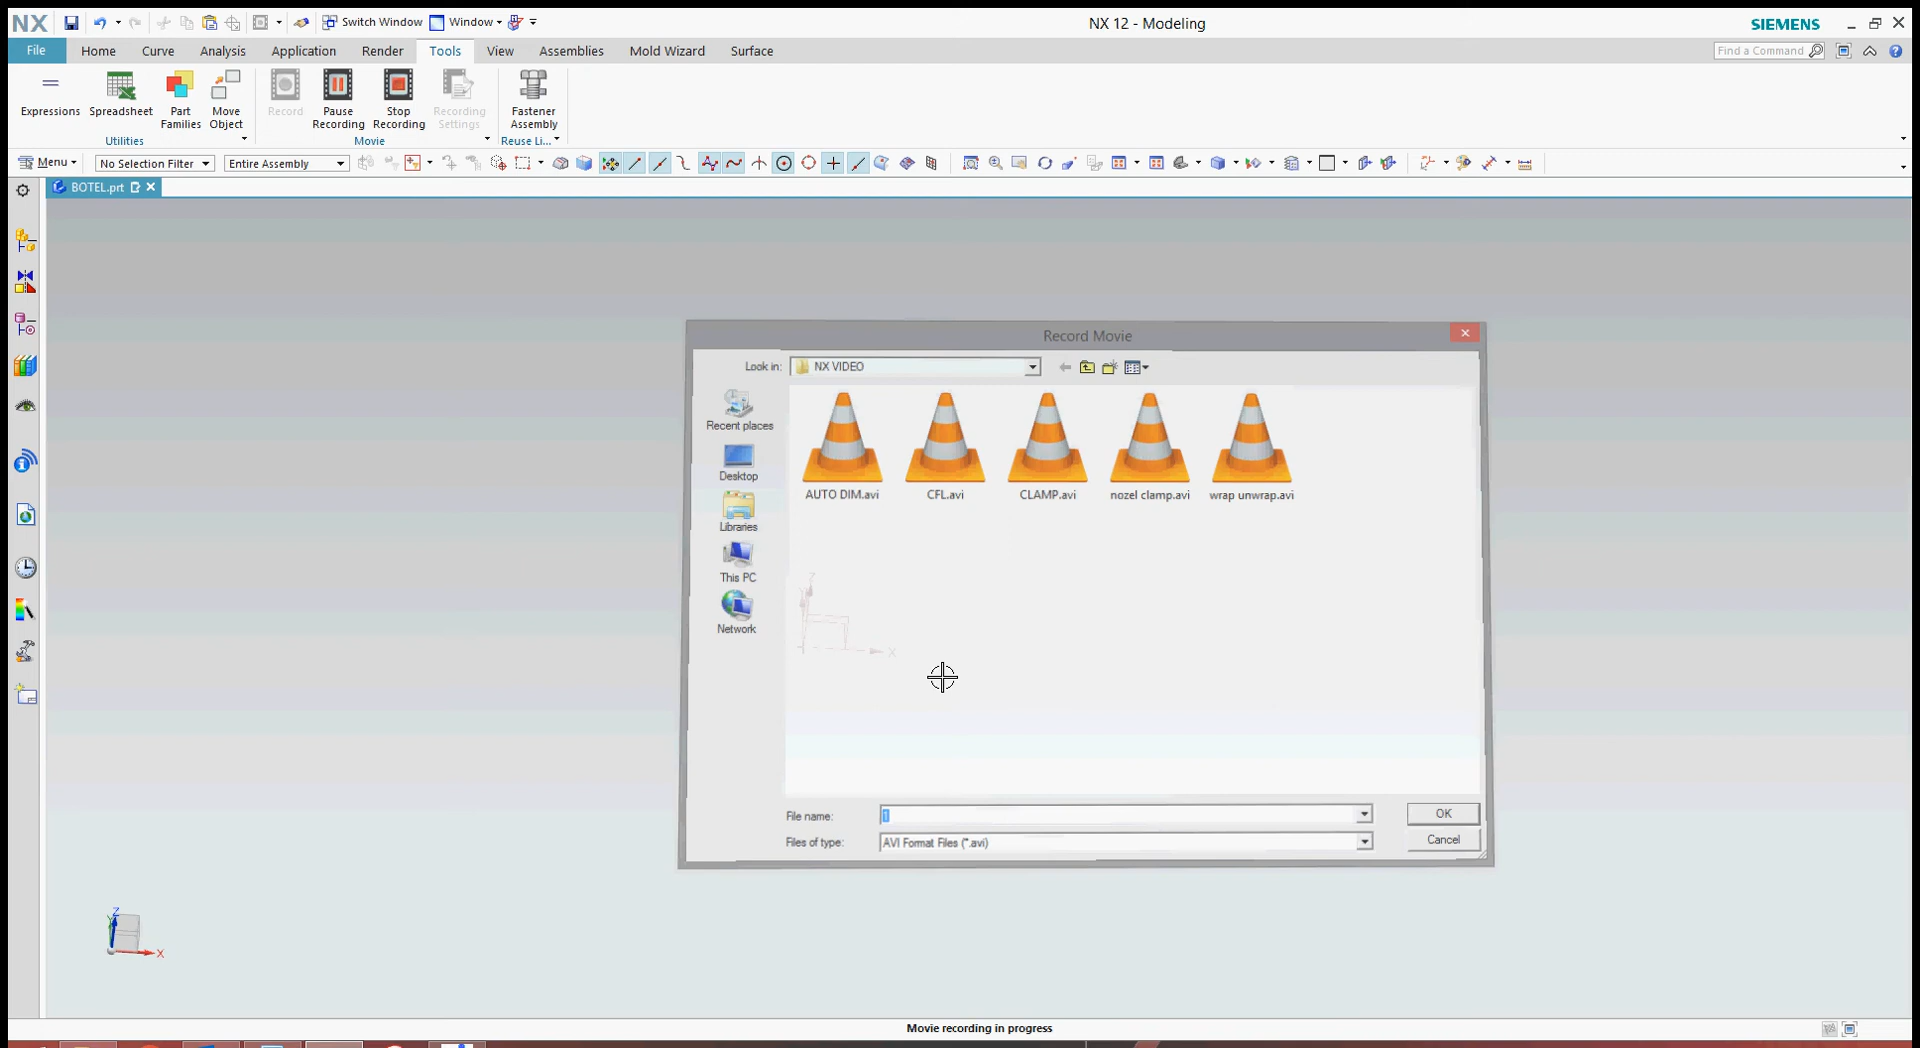 NX Switch Window Window NX 12 - Modeling SIEMENS
File Home Curve Analysis Application Render Tools View Assemblies Mold Wizard Surface Find a Command
Expressions Spreadsheet Part Families Move Object Record Pause Recording Stop Recording Recording Settings Fastener Assembly
Utilities Movie Reuse Li...
Menu No Selection Filter Entire Assembly
BOTEL.prt
Record Movie
Look in: NX VIDEO
Recent places
Desktop
Libraries
This PC
Network
AUTO DIM.avi CFL.avi CLAMP.avi nozel clamp.avi wrap unwrap.avi
Z
X
File name: OK
Files of type: AVI Format Files (*.avi) Cancel
Z
X
Movie recording in progress